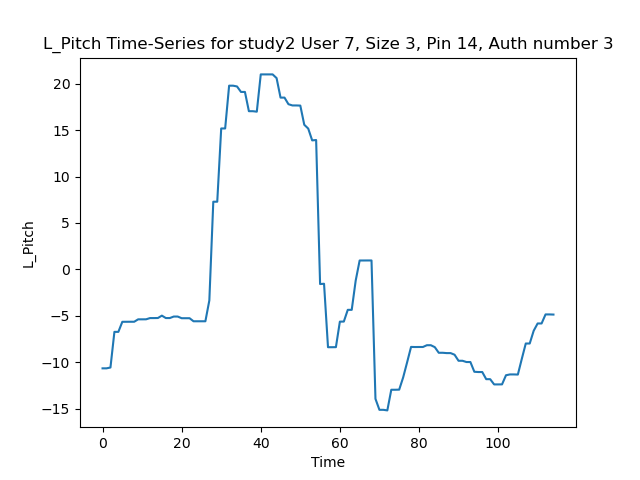 L_Pitch Time-Series for study2 User 7, Size 3, Pin 14, Auth number 3
20
15
10
5
0
−5
−10
−15
L_Pitch
0 20 40 60 80 100
Time